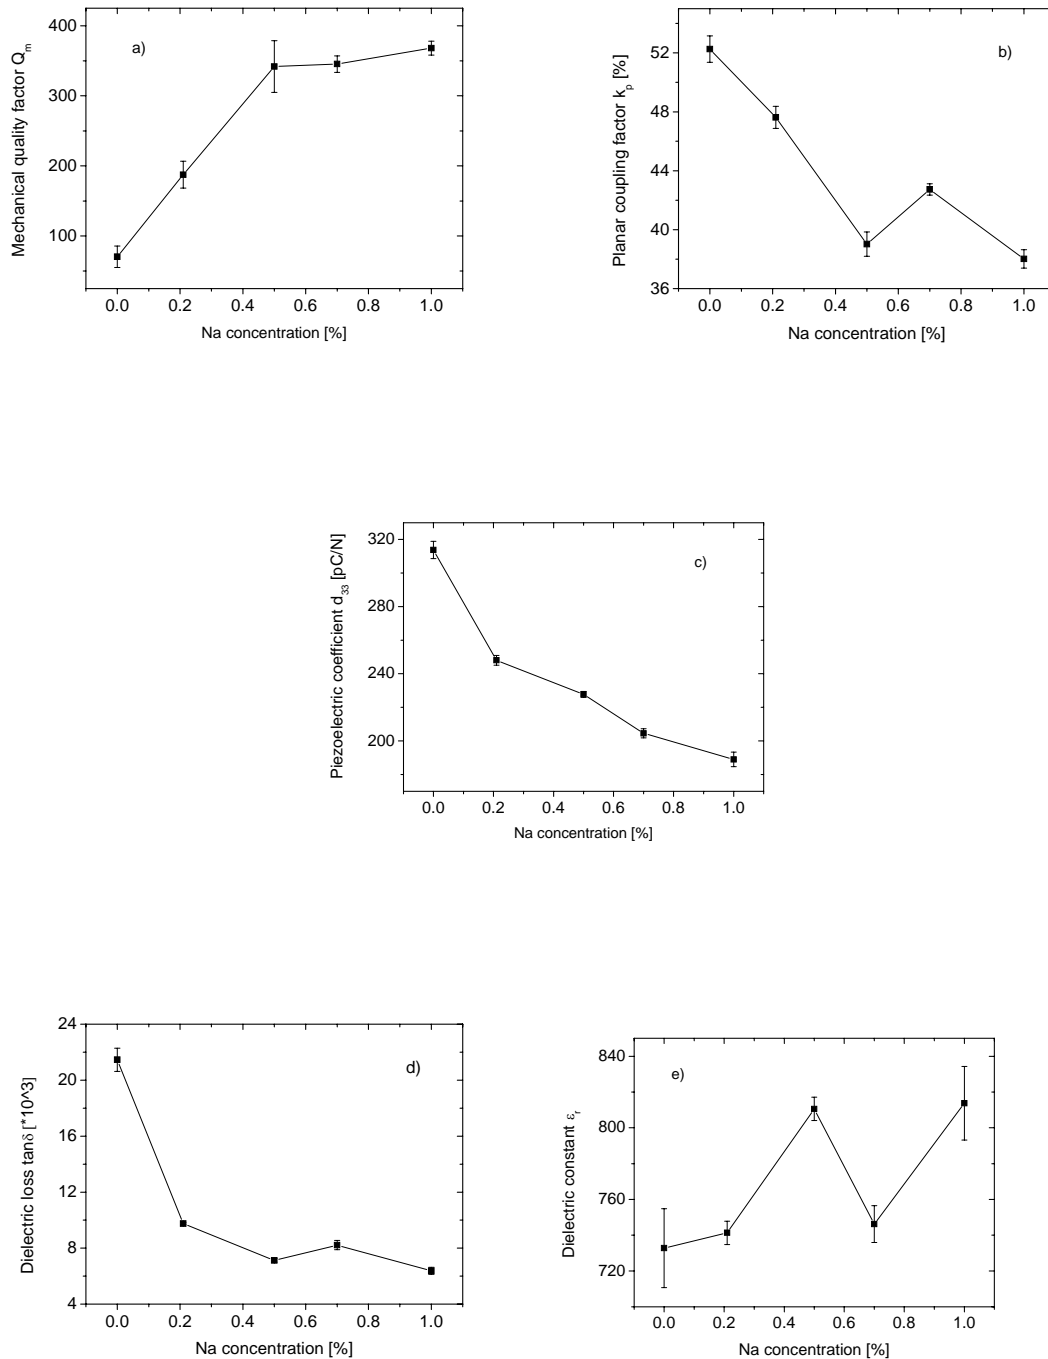 a)
Mechanical quality factor Qm
400
300
200
100
0.0 0.2 0.4 0.6 0.8 1.0
Na concentration [%]
b)
Planar coupling factor kp [%]
52
48
44
40
36
0.0 0.2 0.4 0.6 0.8 1.0
Na concentration [%]
c)
Piezoelectric coefficient d33 [pC/N]
320
280
240
200
0.0 0.2 0.4 0.6 0.8 1.0
Na concentration [%]
d)
Dielectric loss tanδ [*10^3]
24
20
16
12
8
4
0.0 0.2 0.4 0.6 0.8 1.0
Na concentration [%]
e)
Dielectric constant εr
840
800
760
720
0.0 0.2 0.4 0.6 0.8 1.0
Na concentration [%]